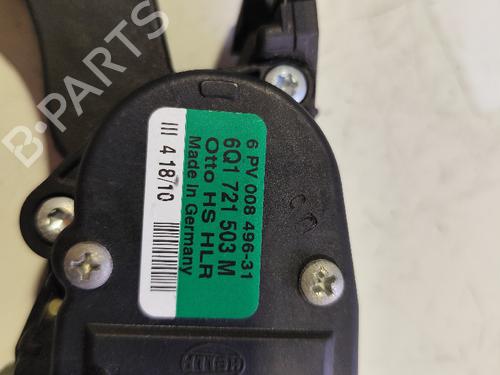 B-PARTS
6 PV 008 496-31
6Q1 721 503 M
Otto HS HLR
Made in Germany
III 4 18/10